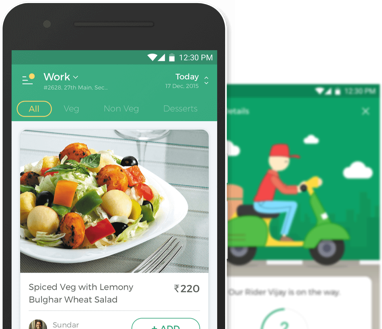 12:30 PM
Work
#2828, 27th Main. Sec...
Today
17 Dec, 2015
All
Veg
Non Veg
Desserts
Spiced Veg with Lemony
Bulghar Wheat Salad
₹220
Sundar
+ ADD
12:30 PM
etails
Our Rider Vijay is on the way.